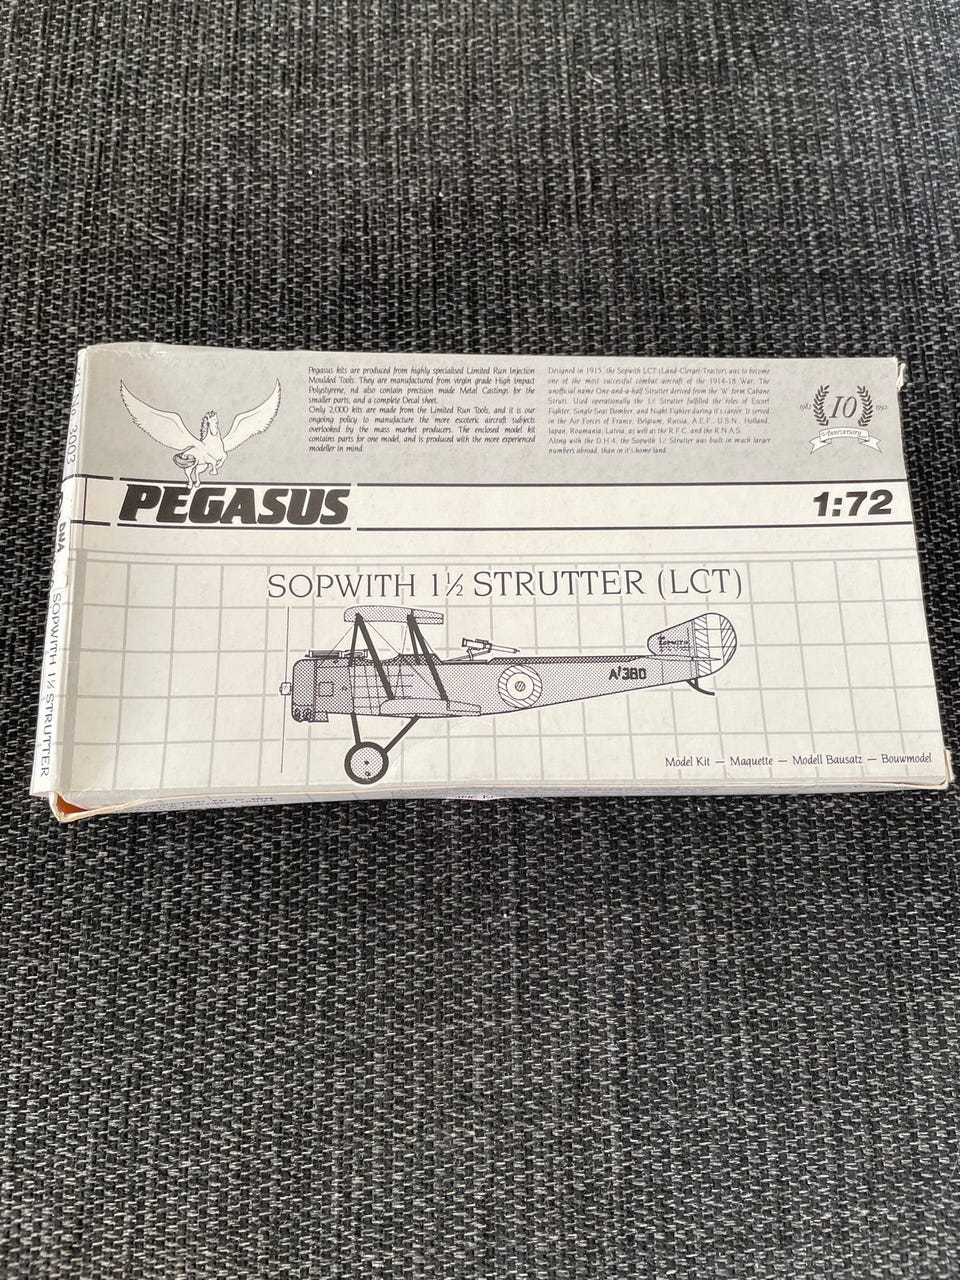 Pegasus kits are produced from highly specialised Limited Run Injection
Moulded Tools. They are manufactured from virgin grade High Impact
Polystyrene, nd also contain precision made Metal Castings for the
smaller parts, and a complete Decal sheet.
Only 2,000 kits are made from the Limited Run Tools, and it is our
ongoing policy to manufacture the more esoteric aircraft subjects
overlooked by the mass market producers. The enclosed model kit
contains parts for one model, and is produced with the more experienced
modeller in mind.
Designed in 1915, the Sopwith LCT (Land-Clerget-Tractor) was to become
one of the most successful combat aircraft of the 1914-18 War. The
unofficial name One-and-a-half Strutter derived from the 'W' form Cabane
Struts. Used operationally the 1½ Strutter fulfilled the roles of Escort
Fighter, Single Seat Bomber, and Night Fighter during it's career. It served
in the Air Forces of France, Belgium, Russia, A.E.F., U.S.N., Holland,
Japan, Roumania, Latvia, as well as the R.F.C. and the R.N.A.S.
Along with the D.H.4, the Sopwith 1½ Strutter was built in much larger
numbers abroad, than in it's home land.
1982 10 1992
Anniversary
PEGASUS
1:72
SOPWITH 1½ STRUTTER (LCT)
SOPWITH
A/380
Model Kit — Maquette — Modell Bausatz — Bouwmodel
3003
SOPWITH 1½ STRUTTER